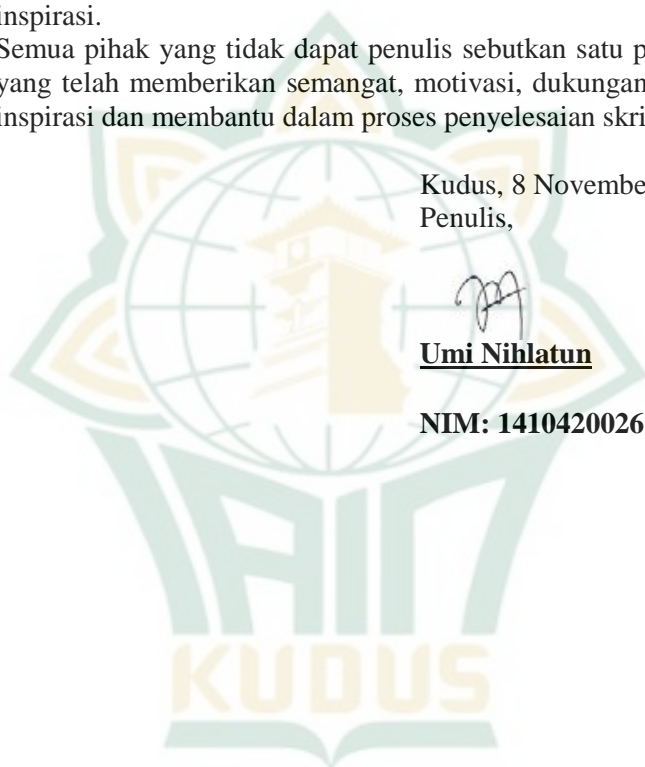 inspirasi.
Semua pihak yang tidak dapat penulis sebutkan satu p
yang telah memberikan semangat, motivasi, dukungan
inspirasi dan membantu dalam proses penyelesaian skri
Kudus, 8 Novembe
Penulis,
Umi Nihlatun
NIM: 1410420026
IAIN
KUDUS